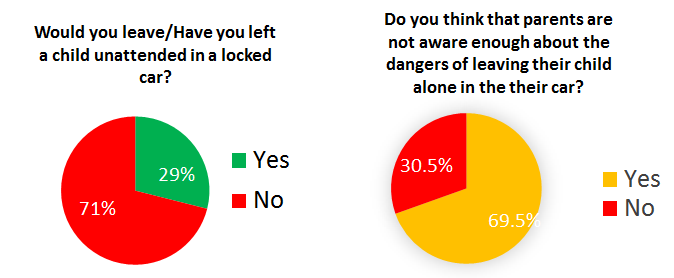 Would you leave/Have you left
a child unattended in a locked
car?
29%
71%
Yes
No
Do you think that parents are
not aware enough about the
dangers of leaving their child
alone in the their car?
30.5%
69.5%
Yes
No